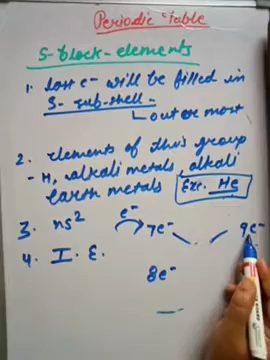 Periodic table
S-block-elements
1. last e⁻ will be filled in
S-sub-shell-
outer most
2. elements of this group
- H, alkali metals, alkali
earth metals Exc. He
3. ns² e⁻ 7e⁻ 9e⁻
4. I. E.
8e⁻